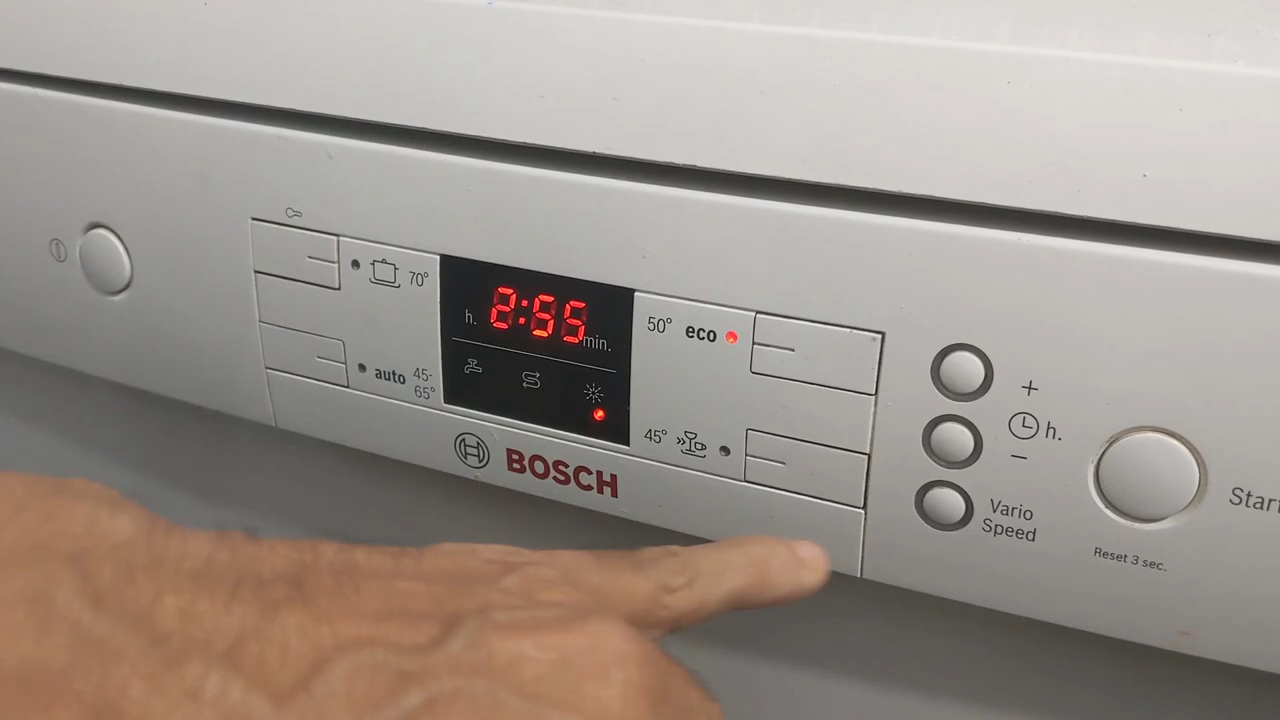 70°
auto 45-
65°
h. 2:55 min.
50° eco
45°
BOSCH
+
h.
−
Vario
Speed
Start
Reset 3 sec.